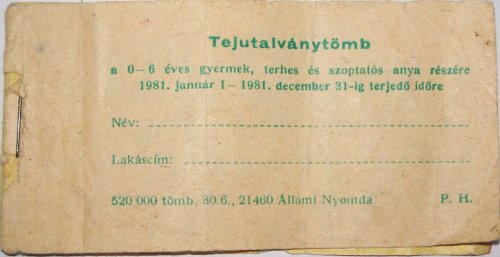 Tejutalványtömb
a 0-6 éves gyermek, terhes és szoptatós anya részére
1981. január 1-1981. december 31-ig terjedő időre
Név:
Lakáscím:
520 000 tömb. 80.6., 21460 Állami Nyomda P. H.